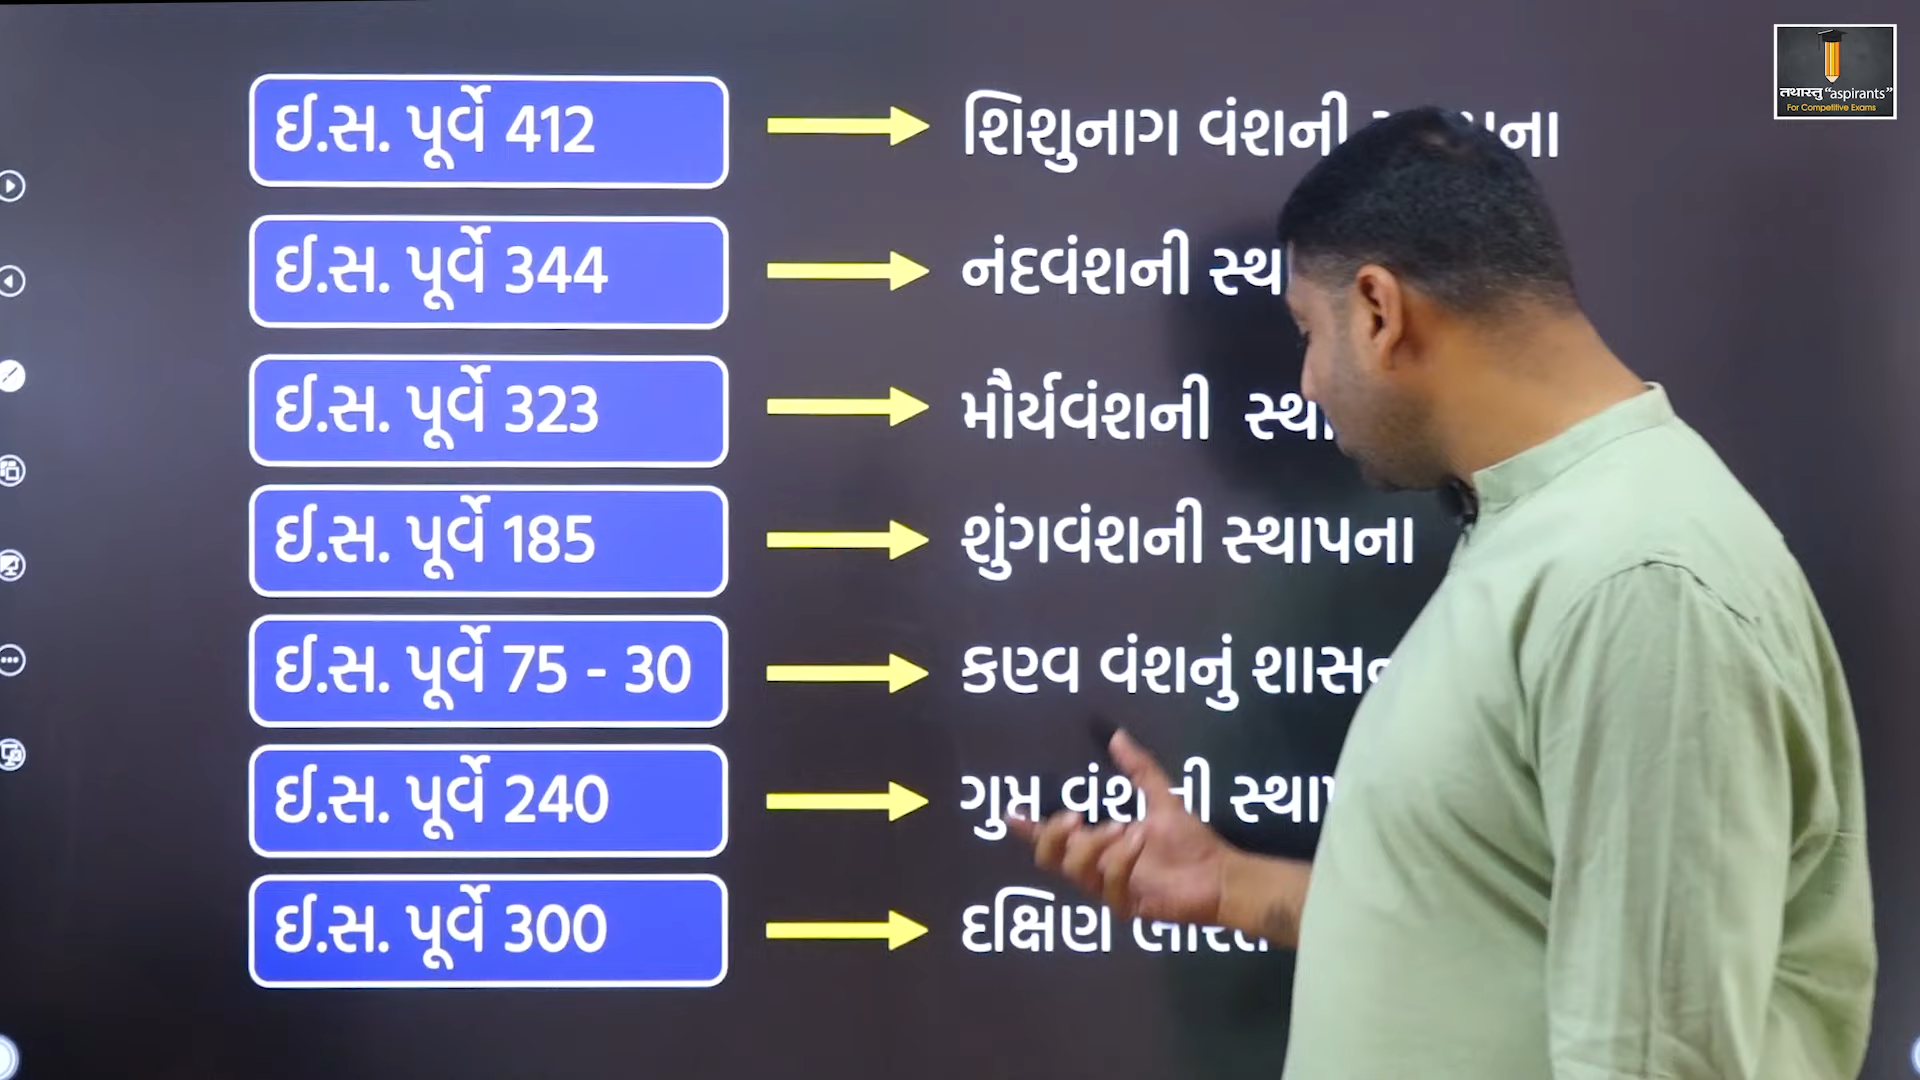 ઈ.સ. પૂર્વે 412 શિશુનાગ વંશની
ઈ.સ. પૂર્વે 344 નંદવંશની
ઈ.સ. પૂર્વે 323 મૌર્યવંશની
ઈ.સ. પૂર્વે 185 શુંગવંશની સ્થાપના
ઈ.સ. પૂર્વે 75 - 30 કણ્વ વંશનું
ઈ.સ. પૂર્વે 240 ગુપ્ત
ઈ.સ. પૂર્વે 300 દક્ષિણ
तथास्तु "aspirants"
For Competitive Exams